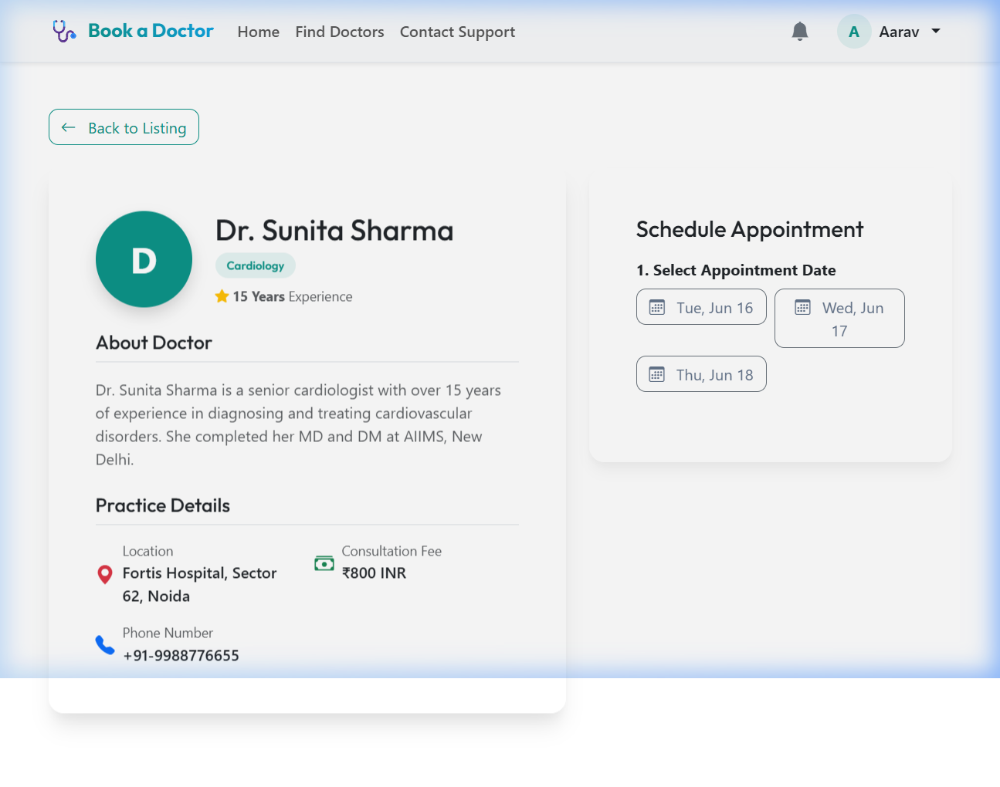 Book a Doctor
Home
Find Doctors
Contact Support
A
Aarav
Back to Listing
D
Dr. Sunita Sharma
Cardiology
15 Years Experience
About Doctor
Dr. Sunita Sharma is a senior cardiologist with over 15 years
of experience in diagnosing and treating cardiovascular
disorders. She completed her MD and DM at AIIMS, New
Delhi.
Practice Details
Location
Fortis Hospital, Sector
62, Noida
Consultation Fee
₹800 INR
Phone Number
+91-9988776655
Schedule Appointment
1. Select Appointment Date
Tue, Jun 16
Wed, Jun
17
Thu, Jun 18